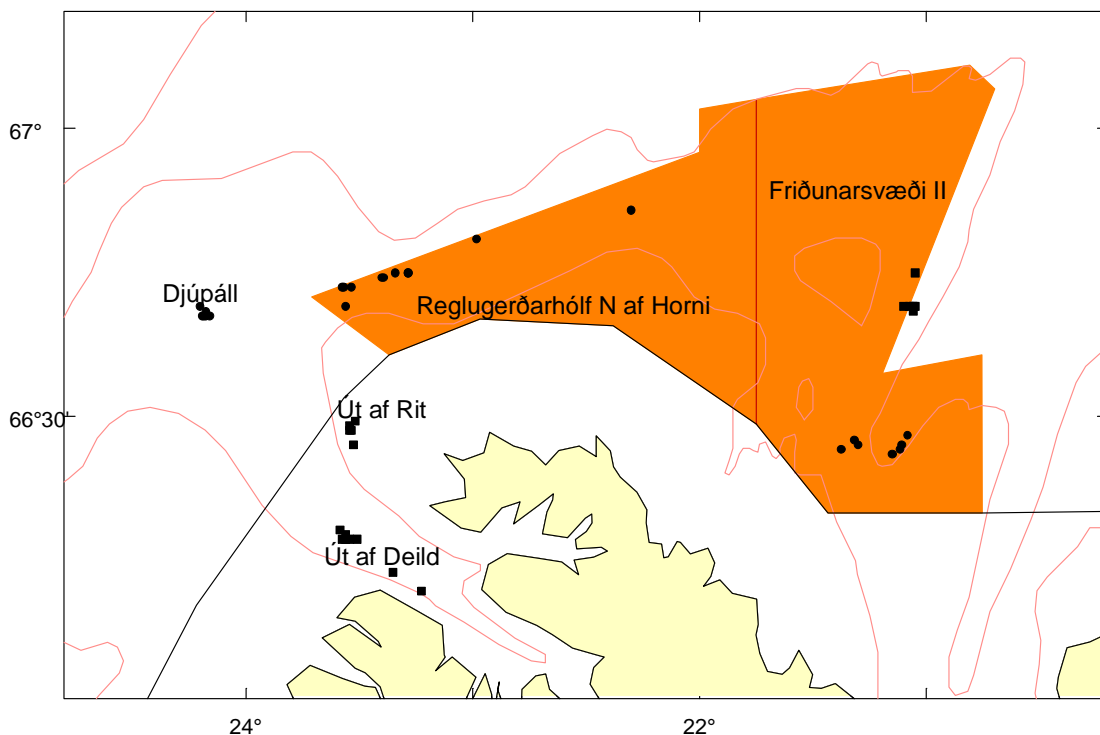 67°
Friðunarsvæði II
Djúpáll
Reglugerðarhólf N af Horni
66°30
Út af Rit
Út af Deild
24°
22°